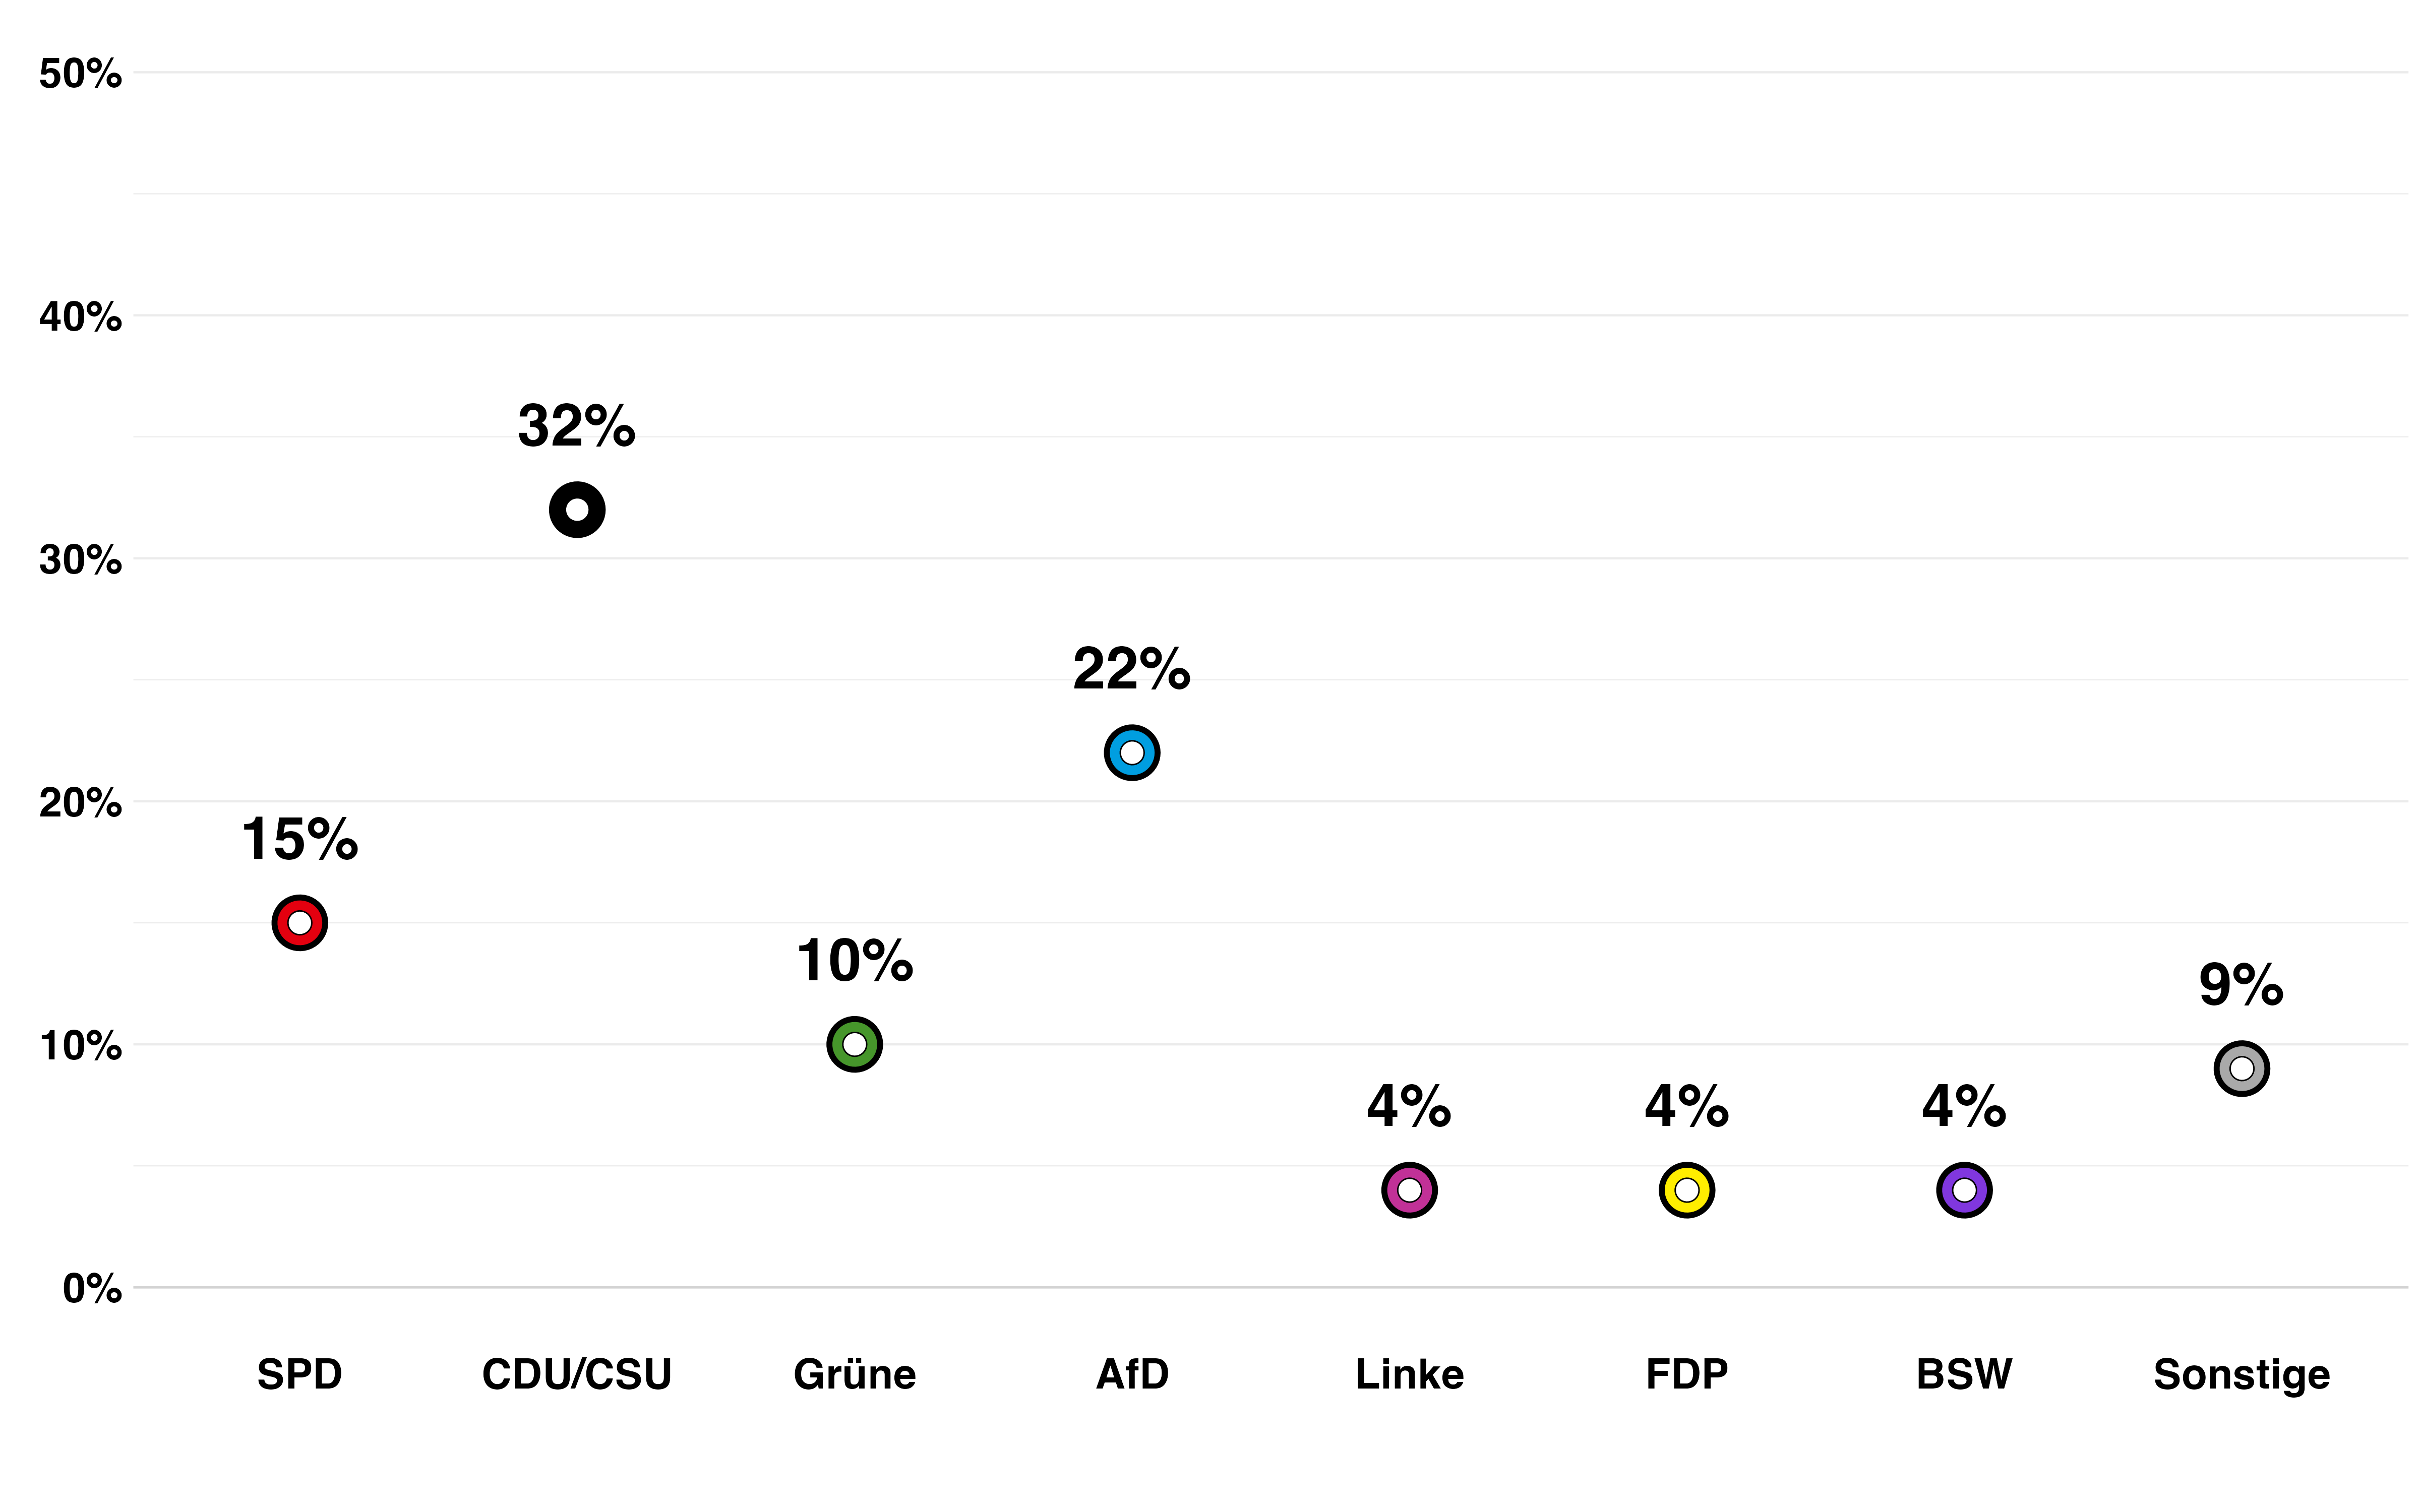 50%
40%
30%
20%
10%
0%
15%
32%
10%
22%
4%
4%
4%
9%
SPD
CDU/CSU
Grüne
AfD
Linke
FDP
BSW
Sonstige